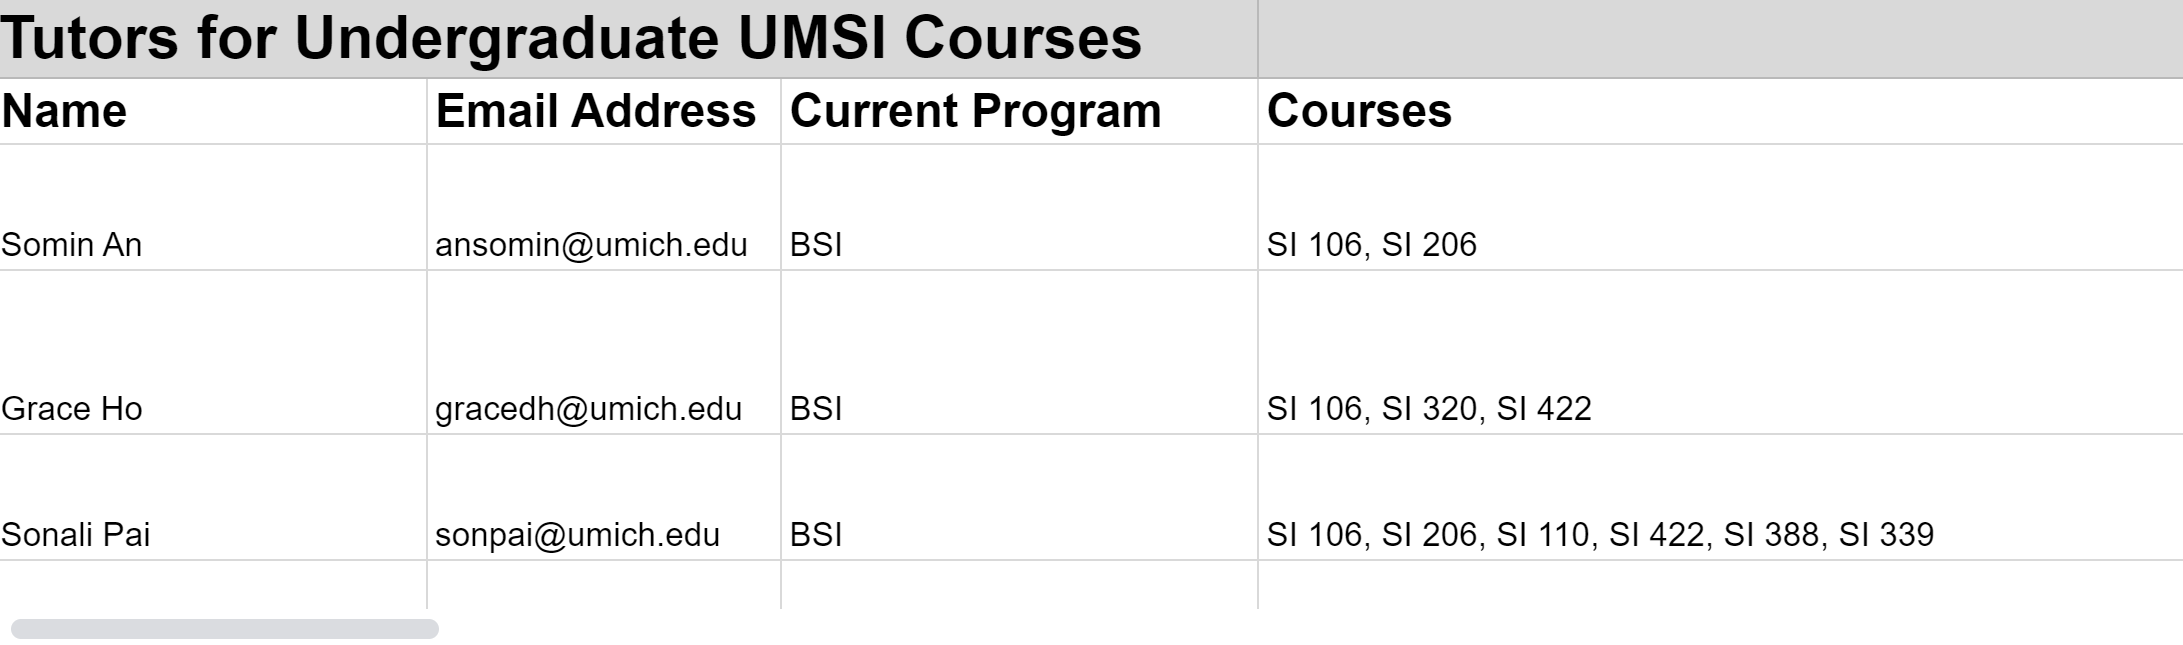 Tutors for Undergraduate UMSI Courses
Name Email Address Current Program Courses
Somin An ansomin@umich.edu BSI SI 106, SI 206
Grace Ho gracedh@umich.edu BSI SI 106, SI 320, SI 422
Sonali Pai sonpai@umich.edu BSI SI 106, SI 206, SI 110, SI 422, SI 388, SI 339